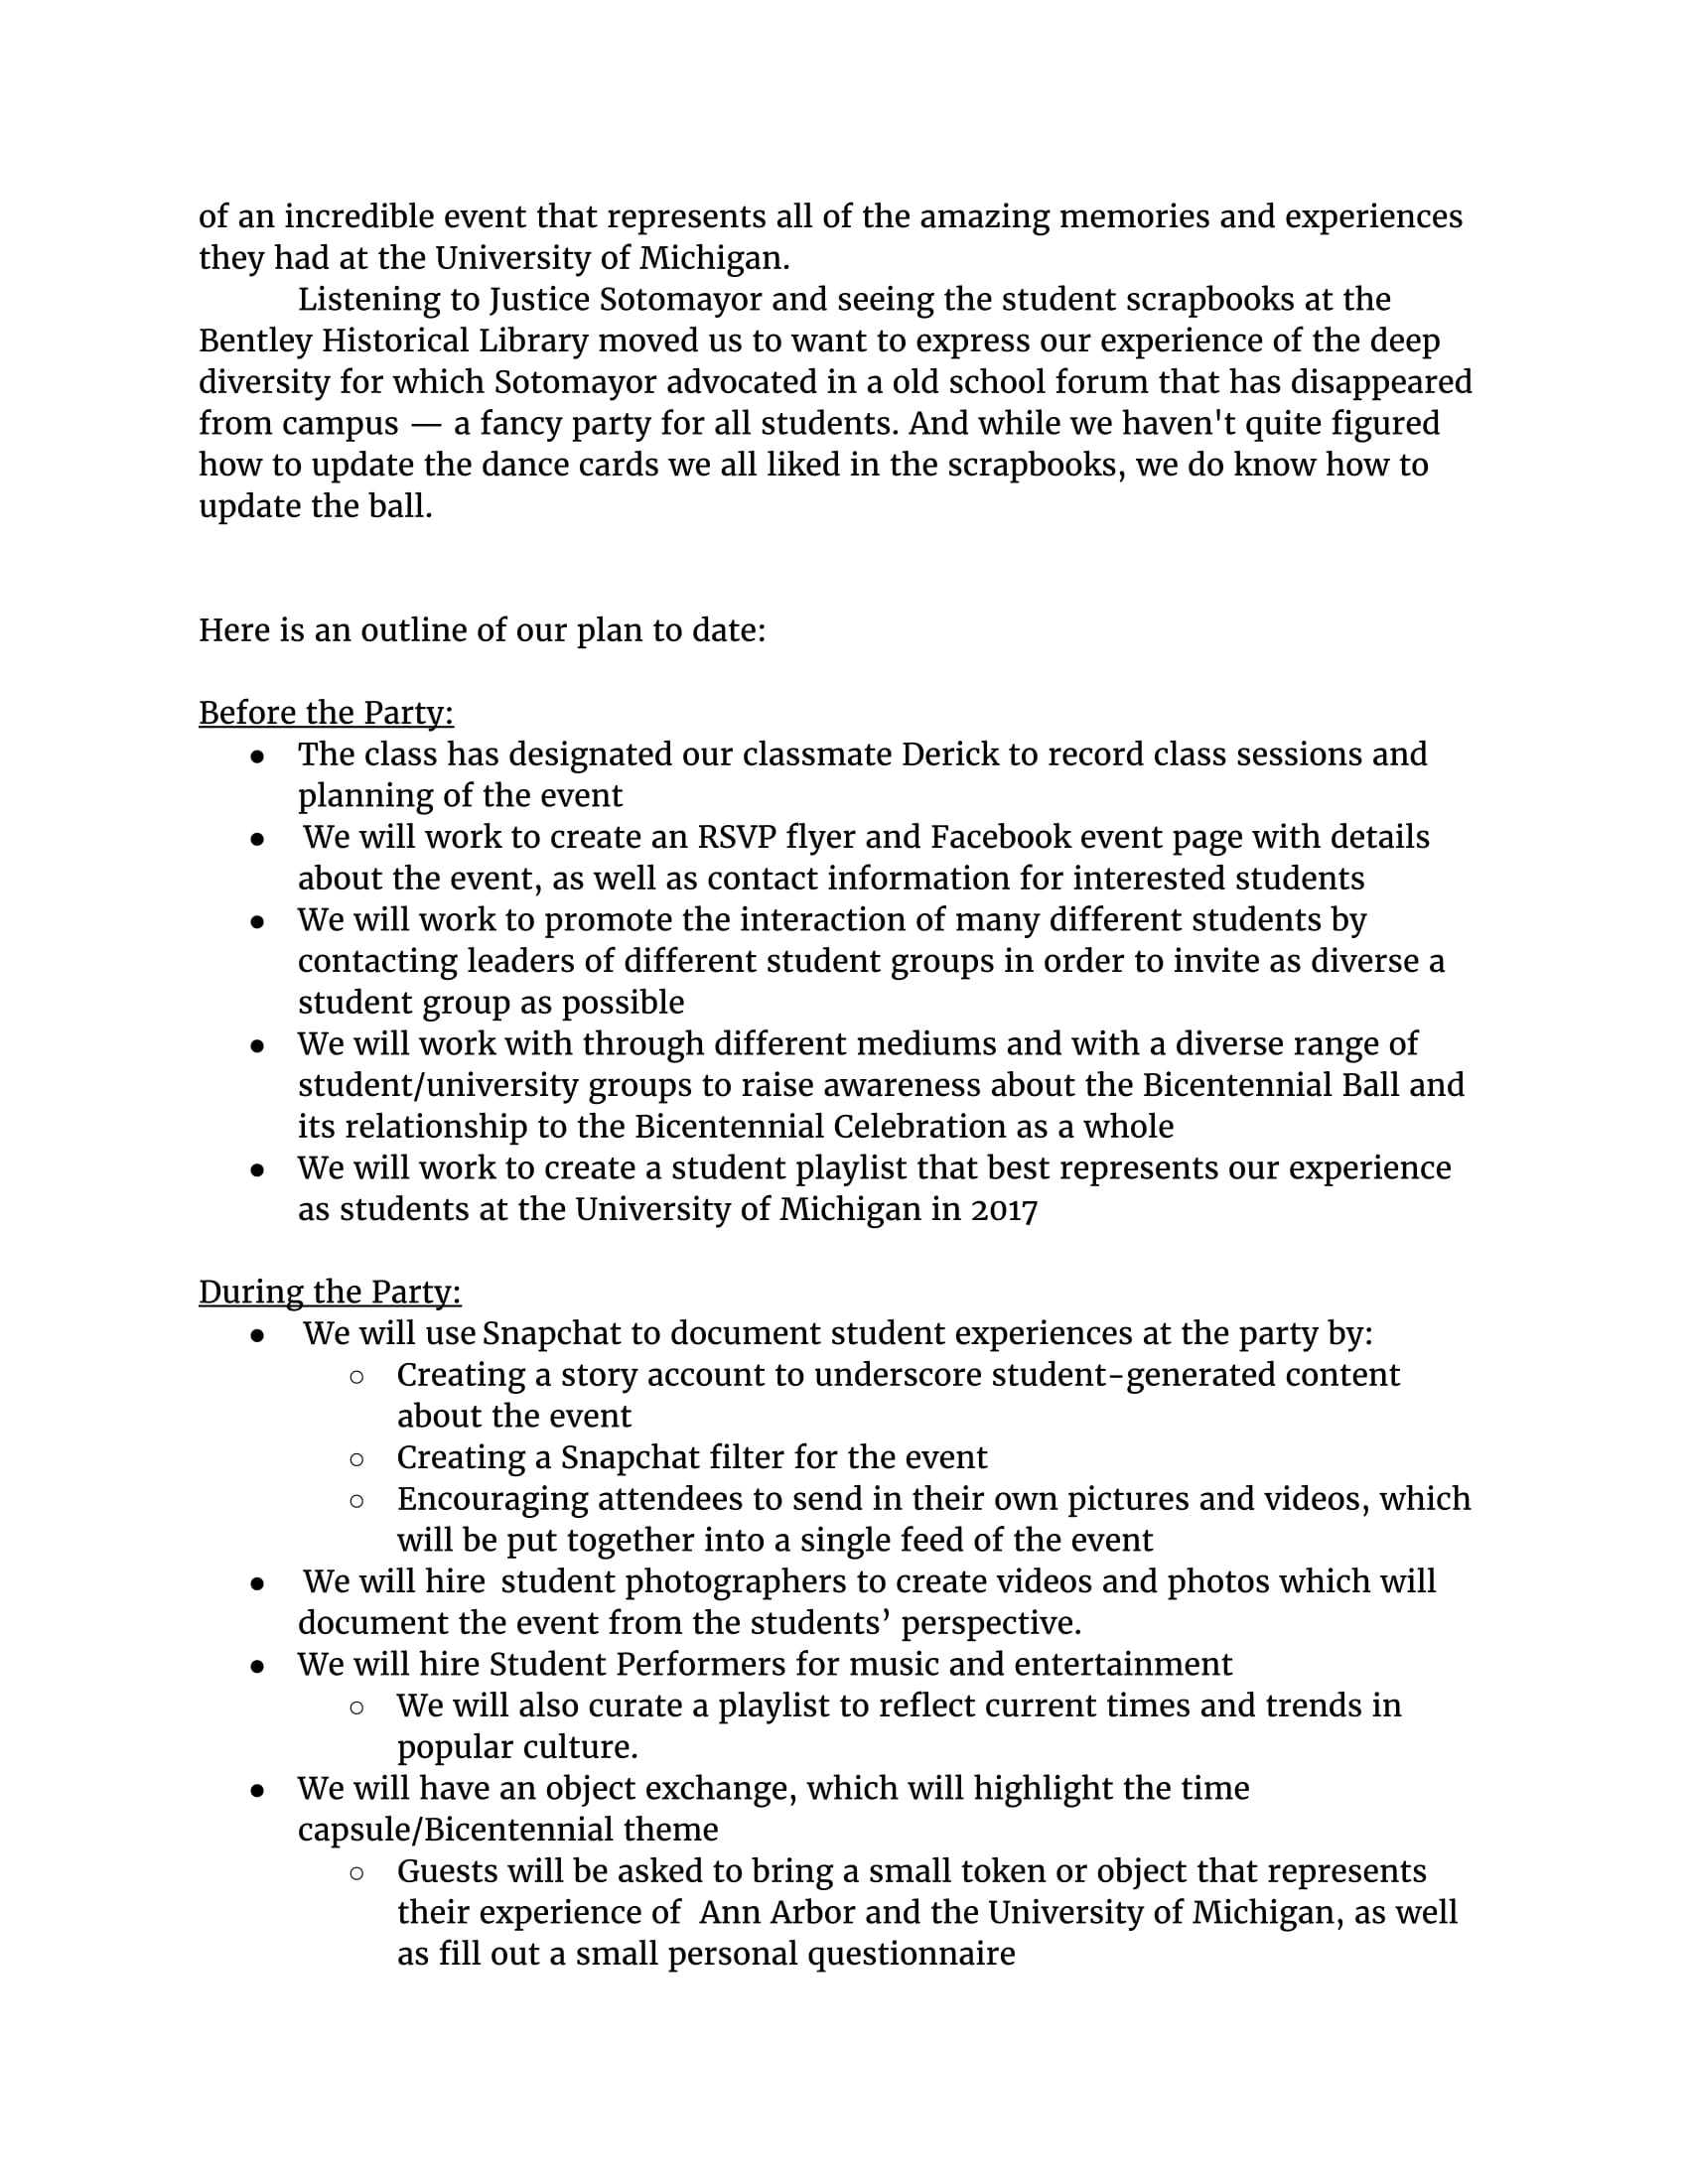 of an incredible event that represents all of the amazing memories and experiences
they had at the University of Michigan.
Listening to Justice Sotomayor and seeing the student scrapbooks at the
Bentley Historical Library moved us to want to express our experience of the deep
diversity for which Sotomayor advocated in a old school forum that has disappeared
from campus — a fancy party for all students. And while we haven't quite figured
how to update the dance cards we all liked in the scrapbooks, we do know how to
update the ball.
Here is an outline of our plan to date:
Before the Party:
● The class has designated our classmate Derick to record class sessions and
planning of the event
● We will work to create an RSVP flyer and Facebook event page with details
about the event, as well as contact information for interested students
● We will work to promote the interaction of many different students by
contacting leaders of different student groups in order to invite as diverse a
student group as possible
● We will work with through different mediums and with a diverse range of
student/university groups to raise awareness about the Bicentennial Ball and
its relationship to the Bicentennial Celebration as a whole
● We will work to create a student playlist that best represents our experience
as students at the University of Michigan in 2017
During the Party:
● We will use Snapchat to document student experiences at the party by:
○ Creating a story account to underscore student-generated content
about the event
○ Creating a Snapchat filter for the event
○ Encouraging attendees to send in their own pictures and videos, which
will be put together into a single feed of the event
● We will hire student photographers to create videos and photos which will
document the event from the students’ perspective.
● We will hire Student Performers for music and entertainment
○ We will also curate a playlist to reflect current times and trends in
popular culture.
● We will have an object exchange, which will highlight the time
capsule/Bicentennial theme
○ Guests will be asked to bring a small token or object that represents
their experience of Ann Arbor and the University of Michigan, as well
as fill out a small personal questionnaire